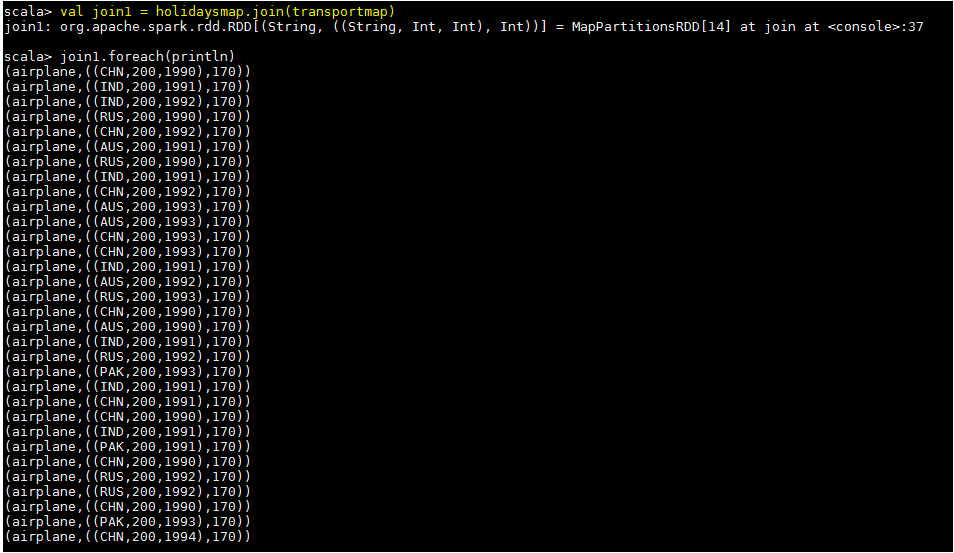 scala> val join1 = holidaysmap.join(transportmap)
join1: org.apache.spark.rdd.RDD[(String, ((String, Int, Int), Int))] = MapPartitionsRDD[14] at join at <console>:37
scala> join1.foreach(println)
(airplane,((CHN,200,1990),170))
(airplane,((IND,200,1991),170))
(airplane,((IND,200,1992),170))
(airplane,((RUS,200,1990),170))
(airplane,((CHN,200,1992),170))
(airplane,((AUS,200,1991),170))
(airplane,((RUS,200,1990),170))
(airplane,((IND,200,1991),170))
(airplane,((CHN,200,1992),170))
(airplane,((AUS,200,1993),170))
(airplane,((AUS,200,1993),170))
(airplane,((CHN,200,1993),170))
(airplane,((CHN,200,1993),170))
(airplane,((IND,200,1991),170))
(airplane,((AUS,200,1992),170))
(airplane,((RUS,200,1993),170))
(airplane,((CHN,200,1990),170))
(airplane,((AUS,200,1990),170))
(airplane,((IND,200,1991),170))
(airplane,((RUS,200,1992),170))
(airplane,((PAK,200,1993),170))
(airplane,((IND,200,1991),170))
(airplane,((CHN,200,1991),170))
(airplane,((CHN,200,1990),170))
(airplane,((IND,200,1991),170))
(airplane,((PAK,200,1991),170))
(airplane,((CHN,200,1990),170))
(airplane,((RUS,200,1992),170))
(airplane,((RUS,200,1992),170))
(airplane,((CHN,200,1990),170))
(airplane,((PAK,200,1993),170))
(airplane,((CHN,200,1994),170))